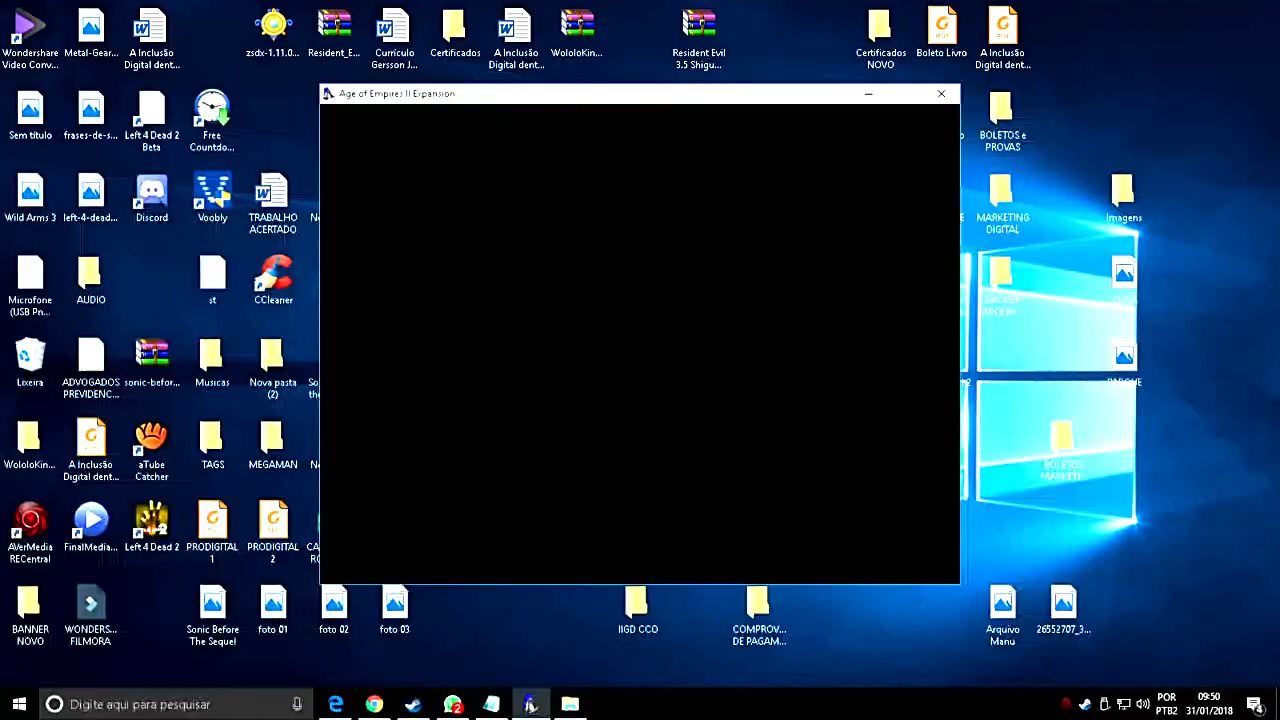 Wondershare
Video Conv...
Metal-Gear...
A Inclusão
Digital dent...
zsdx-1.11.0...
Resident_E...
Currículo
Gersson J...
Certificados
A Inclusão
Digital dent...
WololoKin...
Resident Evil
3.5 Shigu...
Certificados
NOVO
Boleto Livro
A Inclusão
Digital dent...
Age of Empires II Expansion
Sem título
frases-de-s...
Left 4 Dead 2
Beta
Free
Countdo...
BOLETOS e
PROVAS
Wild Arms 3
left-4-dead...
Discord
Voobly
TRABALHO
ACERTADO
MARKETING
DIGITAL
Imagens
Microfone
(USB Pn...
AUDIO
st
CCleaner
Lixeira
ADVOGADOS
PREVIDENC...
sonic-befor...
Musicas
Nova pasta
(2)
WololoKin...
A Inclusão
Digital dent...
aTube
Catcher
TAGS
MEGAMAN
BOLETOS
MARKETI...
AVerMedia
RECentral
FinalMedia...
Left 4 Dead 2
PRODIGITAL
1
PRODIGITAL
2
BANNER
NOVO
WONDERS...
FILMORA
Sonic Before
The Sequel
foto 01
foto 02
foto 03
IIGD CCO
COMPROV...
DE PAGAM...
Arquivo
Manu
26552707_3...
Digite aqui para pesquisar
2
POR
PTB2
09:50
31/01/2018